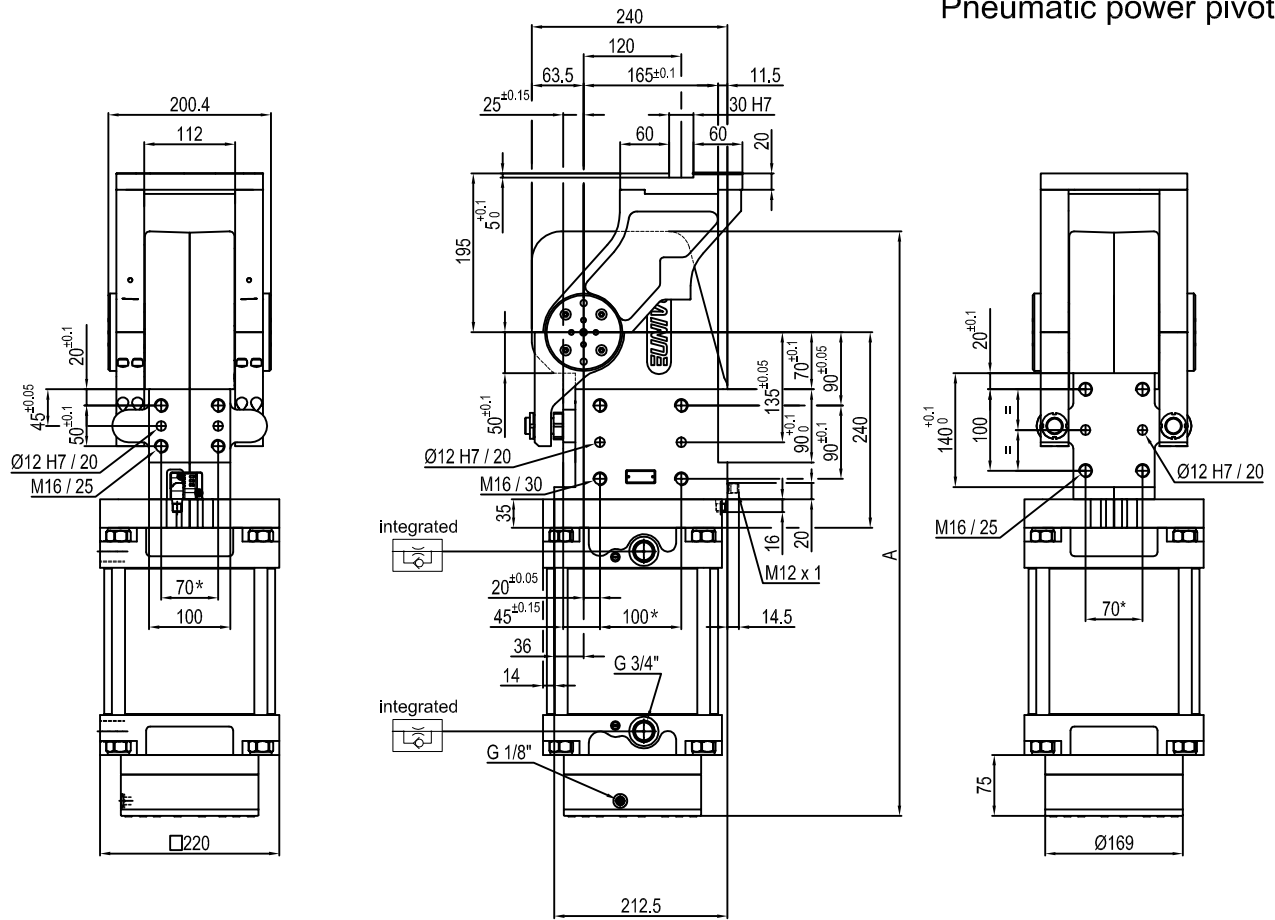 Pneumatic power pivot
240
120
63.5
165±0.1
11.5
25±0.15
30 H7
60
60
20
200.4
112
195
5 +0.1 0
20±0.1
45±0.05
50±0.1
Ø12 H7 / 20
M16 / 25
50±0.1
Ø12 H7 / 20
M16 / 30
135±0.05
70±0.1
90±0.05
90 +0.1 0
90±0.1
240
20±0.1
140 +0.1 0
100
=
=
Ø12 H7 / 20
M16 / 25
35
16
20
M12 x 1
A
integrated
20±0.05
45±0.15
100*
14.5
36
14
G 3/4"
70*
100
70*
integrated
G 1/8"
75
□220
Ø169
212.5